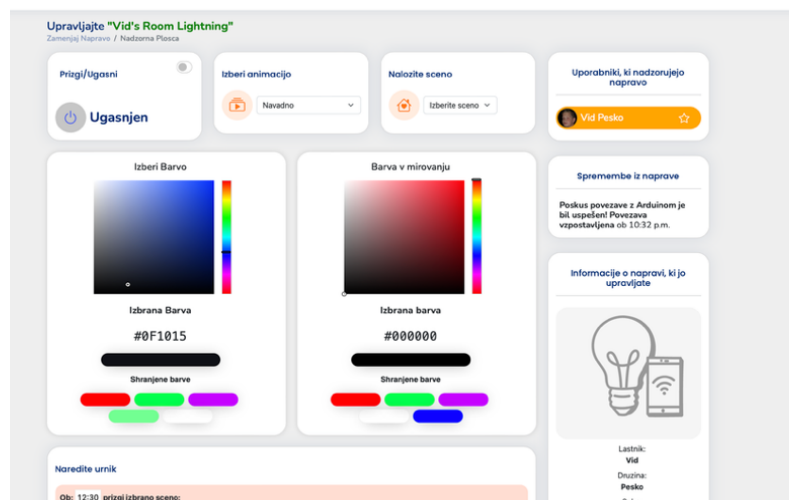 Upravljajte "Vid's Room Lightning"
Zamenjaj Napravo / Nadzorna Plosca
Prizgi/Ugasni
Ugasnjen
Izberi animacijo
Navadno
Nalozite sceno
Izberite sceno
Uporabniki, ki nadzorujejo
napravo
Vid Pesko
Izberi Barvo
Izbrana Barva
#0F1015
Shranjene barve
Barva v mirovanju
Izbrana barva
#000000
Shranjene barve
Spremembe iz naprave
Poskus povezave z Arduinom je
bil uspešen! Povezava
vzpostavljena ob 10:32 p.m.
Informacije o napravi, ki jo
upravljate
Lastnik:
Vid
Druzina:
Pesko
Naredite urnik
Ob: 12:30 prizgi izbrano sceno: